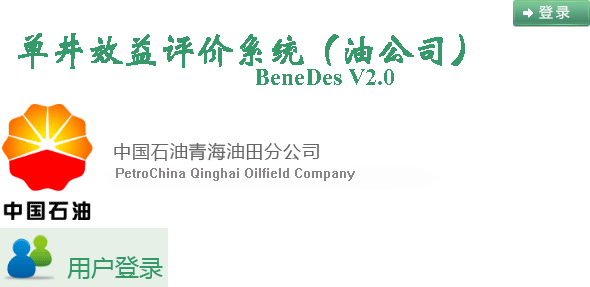 登录
单井效益评价系统（油公司）
BeneDes V2.0
中国石油青海油田分公司
PetroChina Qinghai Oilfield Company
中国石油
用户登录